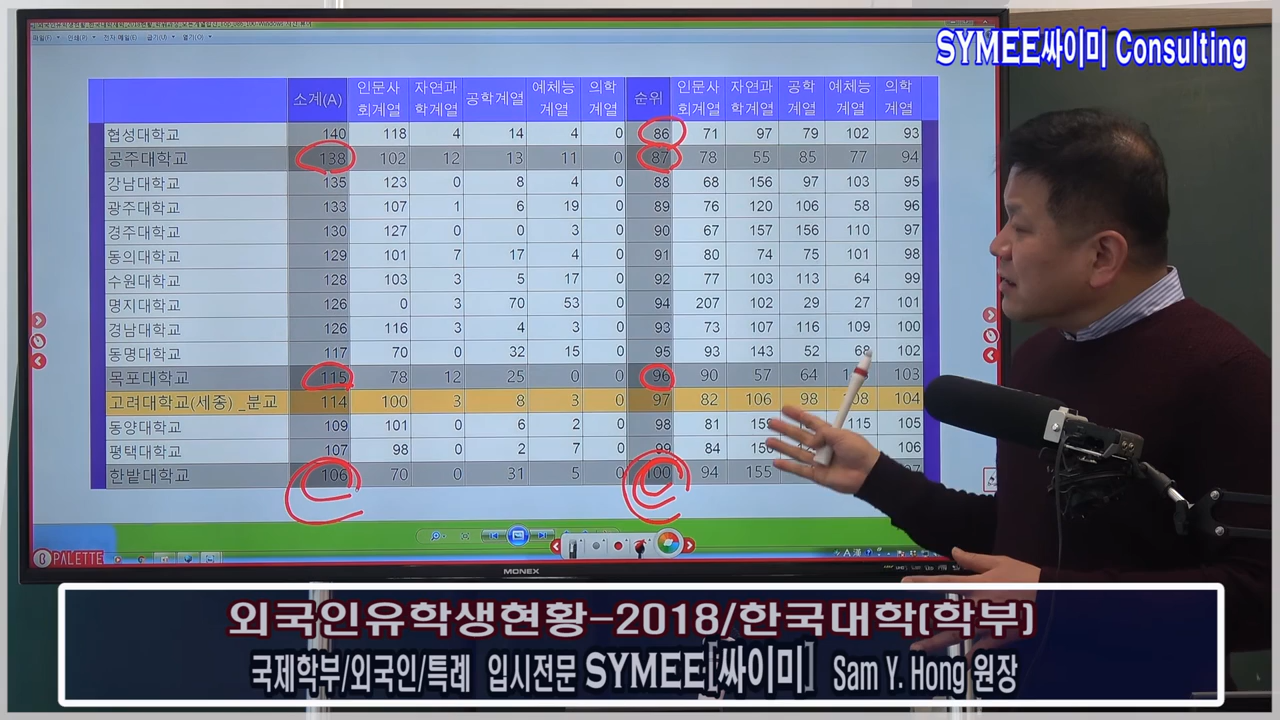 SYMEE싸이미 Consulting
소계(A) 인문사회계열 자연과학계열 공학계열 예체능계열 의학계열 순위 인문사회계열 자연과학계열 공학계열 예체능계열 의학계열
협성대학교 140 118 4 14 4 0 86 71 97 79 102 93
공주대학교 138 102 12 13 11 0 87 78 55 85 77 94
강남대학교 135 123 0 8 4 0 88 68 156 97 103 95
광주대학교 133 107 1 6 19 0 89 76 120 106 58 96
경주대학교 130 127 0 0 3 0 90 67 157 156 110 97
동의대학교 129 101 7 17 4 0 91 80 74 75 101 98
수원대학교 128 103 3 5 17 0 92 77 103 113 64 99
명지대학교 126 0 3 70 53 0 94 207 102 29 27 101
경남대학교 126 116 3 4 3 0 93 73 107 116 109 100
동명대학교 117 70 0 32 15 0 95 93 143 52 68 102
목포대학교 115 78 12 25 0 0 96 90 57 64 103
고려대학교(세종)_분교 114 100 3 8 3 0 97 82 106 98 104
동양대학교 109 101 0 6 2 0 98 81 115 105
평택대학교 107 98 0 2 7 0 99 84 106
한밭대학교 106 70 0 31 5 0 100 94 155
PALETTE
MONEX
외국인유학생현황-2018/한국대학(학부)
국제학부/외국인/특례 입시전문 SYMEE[싸이미] Sam Y. Hong 원장